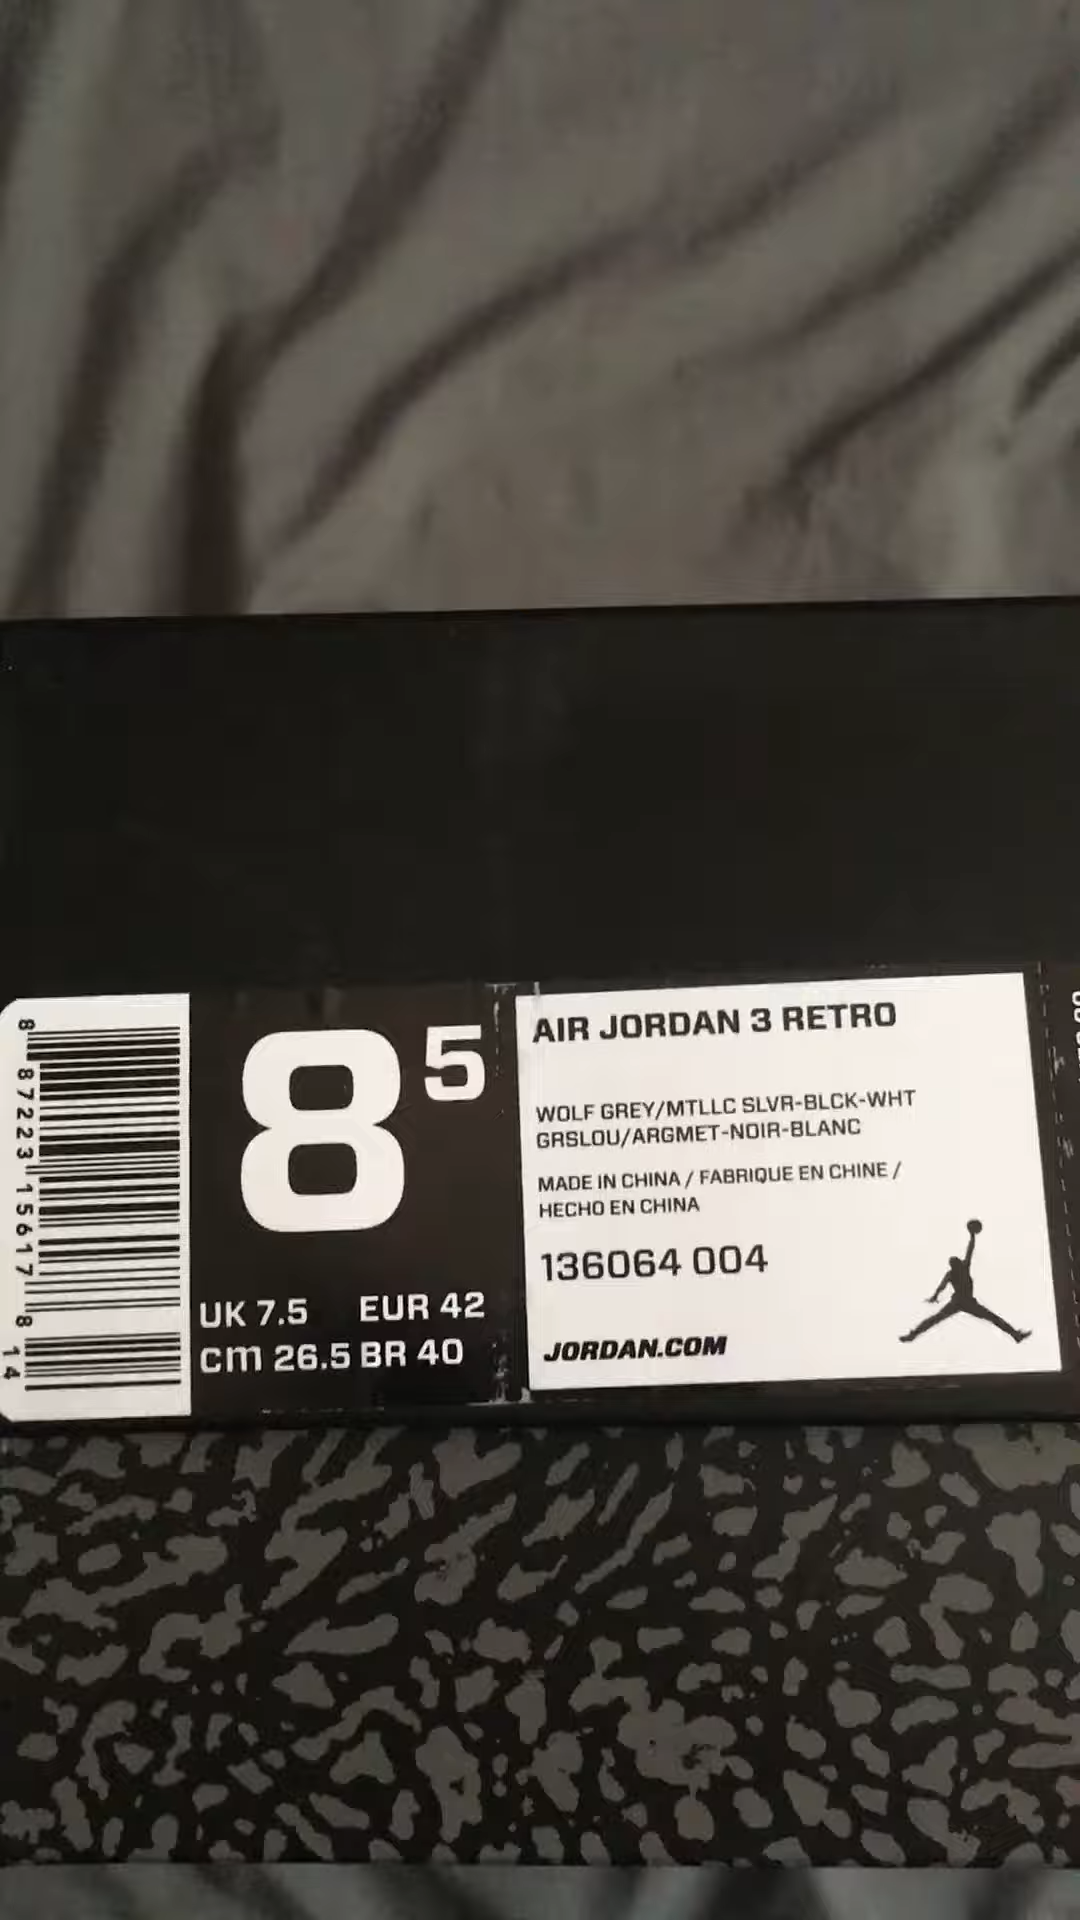 8 87223 15617 8 14
8 5
UK 7.5 EUR 42
cm 26.5 BR 40
AIR JORDAN 3 RETRO
WOLF GREY/MTLLC SLVR-BLCK-WHT
GRSLOU/ARGMET-NOIR-BLANC
MADE IN CHINA / FABRIQUE EN CHINE /
HECHO EN CHINA
136064 004
JORDAN.COM